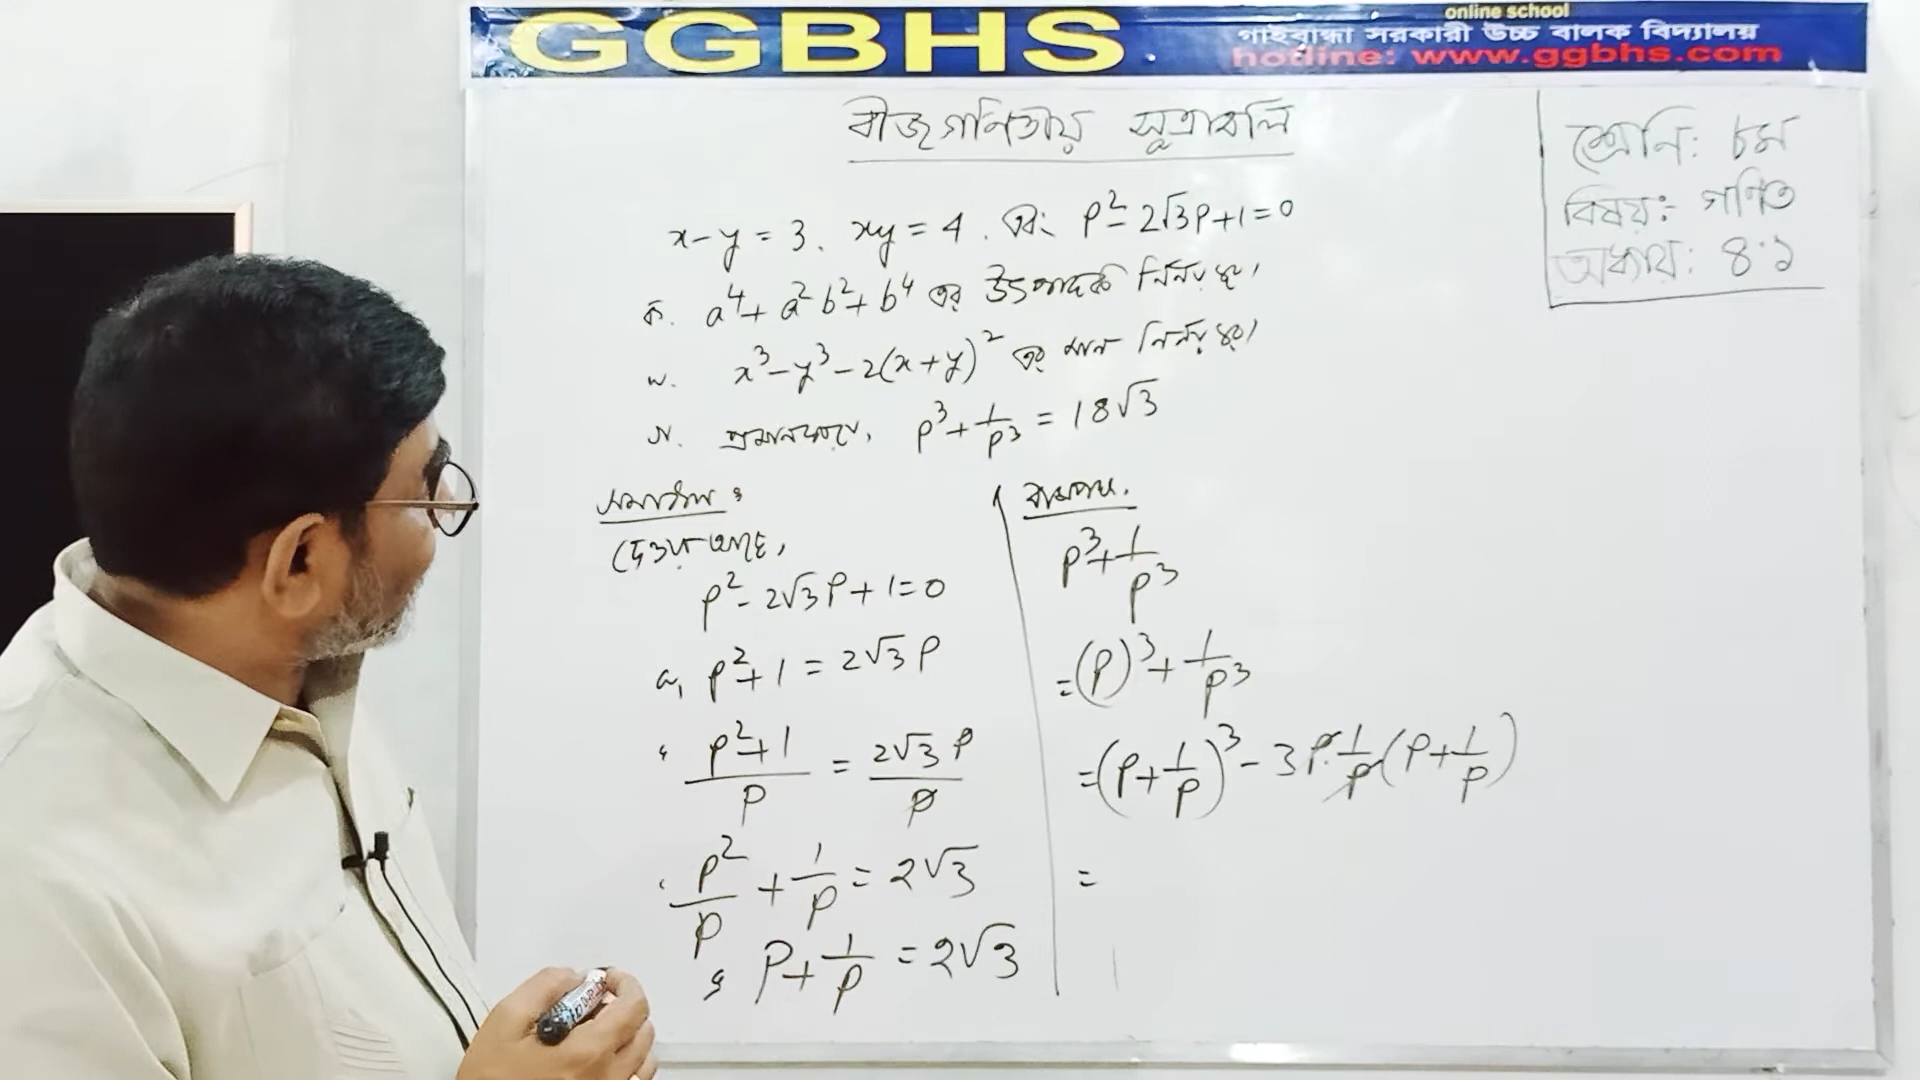 GGBHS
online school
গাইবান্ধা সরকারী উচ্চ বালক বিদ্যালয়
hotline: www.ggbhs.com
বীজগণিতীয় সূত্রাবলি
শ্রেনি: ৮ম
বিষয়: গণিত
অধ্যায়: ৪.১
x-y = 3, xy = 4. এবং p² - 2√3p + 1 = 0
ক. a⁴ + a²b² + b⁴ এর উৎপাদক নির্ণয় কর।
খ. x³ - y³ - 2(x+y)² এর মান নির্ণয় কর।
গ. প্রমাণ কর যে, p³ + 1/p³ = 18√3
সমাধান:
দেওয়া আছে,
p² - 2√3p + 1 = 0
বা, p² + 1 = 2√3 p
" (p² + 1)/p = 2√3 p/p
" p²/p + 1/p = 2√3
∴ p + 1/p = 2√3
বামপক্ষ.
p³ + 1/p³
= (p)³ + 1/p³
= (p + 1/p)³ - 3 p · 1/p (p + 1/p)
=